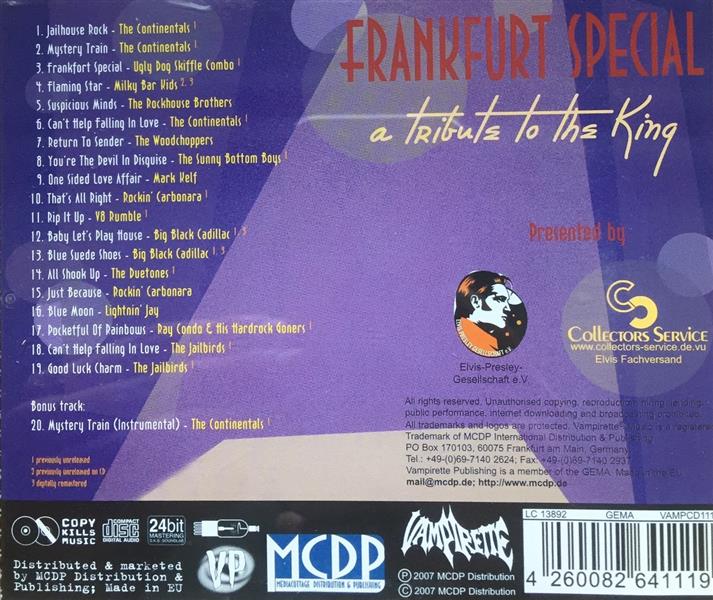 FRANKFURT SPECIAL
a tribute to the King
1. Jailhouse Rock - The Continentals 1
2. Mystery Train - The Continentals 1
3. Frankfort Special - Ugly Dog Skiffle Combo 1
4. Flaming Star - Milky Bar Kids 2, 3
5. Suspicious Minds - The Rockhouse Brothers
6. Can't Help Falling In Love - The Continentals 1
7. Return To Sender - The Woodchoppers
8. You're The Devil In Disguise - The Sunny Bottom Boys 1
9. One Sided Love Affair - Mark Kelf
10. That's All Right - Rockin' Carbonara 1
11. Rip It Up - V8 Rumble 1
12. Baby Let's Play House - Big Black Cadillac 1, 3
13. Blue Suede Shoes - Big Black Cadillac 1, 3
14. All Shook Up - The Duetones 1
15. Just Because - Rockin' Carbonara
16. Blue Moon - Lightnin' Jay
17. Pocketful Of Rainbows - Ray Condo & His Hardrock Goners 1
18. Can't Help Falling In Love - The Jailbirds 1
19. Good Luck Charm - The Jailbirds 1
Bonus track:
20. Mystery Train (Instrumental) - The Continentals 1
1 previously unreleased
2 previously unreleased on CD
3 digitally remastered
Presented by
Elvis-Presley-
Gesellschaft e.V.
COLLECTORS SERVICE
www.collectors-service.de.vu
Elvis Fachversand
All rights reserved. Unauthorised copying, reproduction, hiring, lending,
public performance, internet downloading and broadcasting prohibited.
All trademarks and logos are protected. Vampirette Music is a registered
Trademark of MCDP International Distribution & Publishing
PO Box 170103, 60075 Frankfurt am Main, Germany
Tel.: +49-(0)69-7140 2624; Fax: +49-(0)69-7140 2937
Vampirette Publishing is a member of the GEMA. Made in the EU
mail@mcdp.de; http://www.mcdp.de
COPY
KILLS
MUSIC
COMPACT
disc
DIGITAL AUDIO
24bit
MASTERING
VP
MCDP
MEDIACOTTAGE DISTRIBUTION & PUBLISHING
VAMPIRETTE
℗ 2007 MCDP Distribution
© 2007 MCDP Distribution
Distributed & marketed
by MCDP Distribution &
Publishing; Made in EU
LC 13892 GEMA VAMPCD111
4 260082 641119